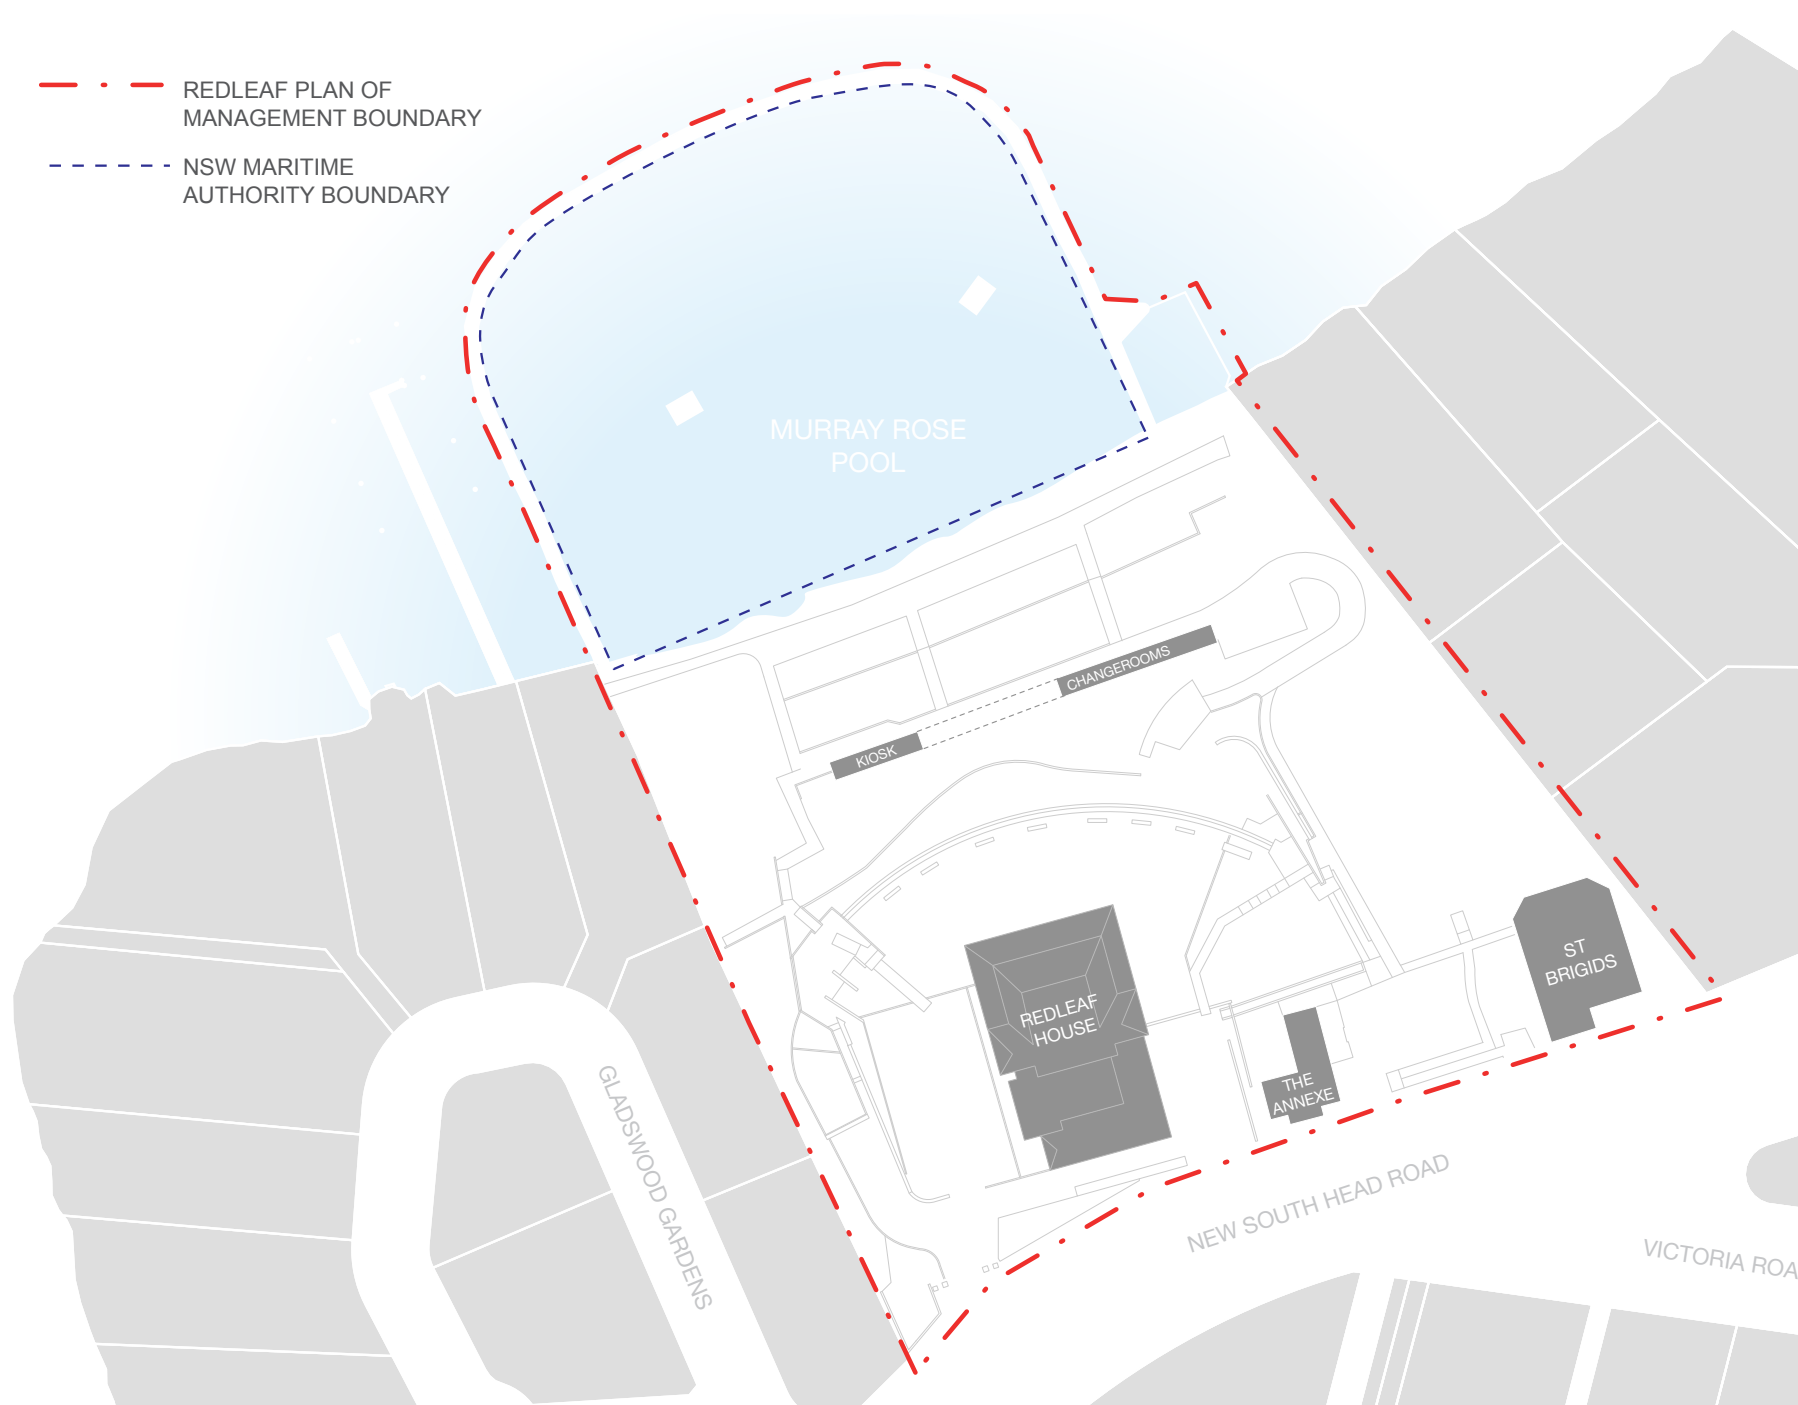 REDLEAF PLAN OF
MANAGEMENT BOUNDARY
NSW MARITIME
AUTHORITY BOUNDARY
MURRAY ROSE
POOL
CHANGEROOMS
KIOSK
ST
BRIGIDS
REDLEAF
HOUSE
THE
ANNEXE
GLADSWOOD GARDENS
NEW SOUTH HEAD ROAD
VICTORIA ROA